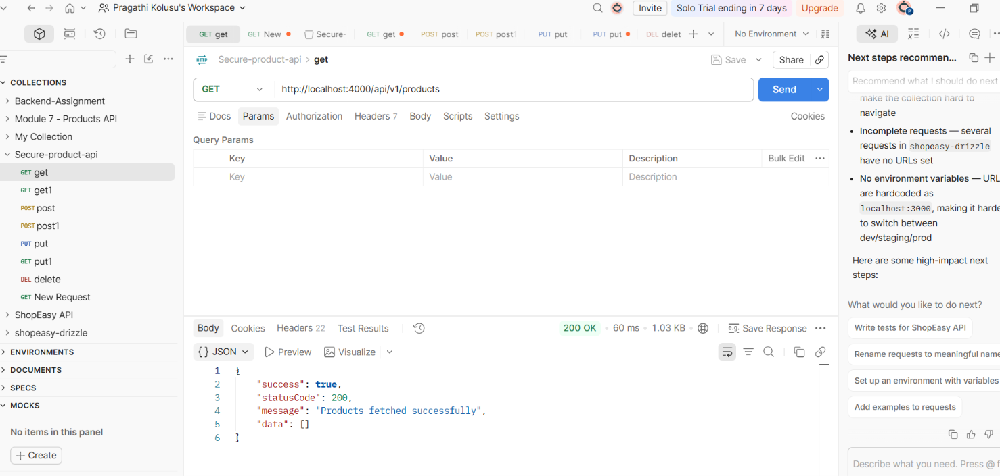 Pragathi Kolusu's Workspace
Invite
Solo Trial ending in 7 days
Upgrade
GET get
GET New
Secure-
GET get
POST post
POST post1
PUT put
PUT put
DEL delet
No Environment
AI
Secure-product-api > get
Save
Share
Next steps recommen...
GET
http://localhost:4000/api/v1/products
Send
Recommend what I should do next
make the collection hard to
navigate
• Incomplete requests — several
requests in shopeasy-drizzle
have no URLs set
• No environment variables — URL
are hardcoded as
localhost:3000, making it harde
to switch between
dev/staging/prod
Here are some high-impact next
steps:
What would you like to do next?
Write tests for ShopEasy API
Rename requests to meaningful name
Set up an environment with variables
Add examples to requests
Describe what you need. Press @ f
COLLECTIONS
Backend-Assignment
Module 7 - Products API
My Collection
Secure-product-api
GET get
GET get1
POST post
POST post1
PUT put
GET put1
DEL delete
GET New Request
ShopEasy API
shopeasy-drizzle
ENVIRONMENTS
DOCUMENTS
SPECS
MOCKS
No items in this panel
+ Create
Docs
Params
Authorization
Headers 7
Body
Scripts
Settings
Cookies
Query Params
Key
Value
Description
Bulk Edit
Key
Value
Description
Body
Cookies
Headers 22
Test Results
200 OK
60 ms
1.03 KB
e.g. Save Response
{} JSON
Preview
Visualize
1 {
2 "success": true,
3 "statusCode": 200,
4 "message": "Products fetched successfully",
5 "data": []
6 }